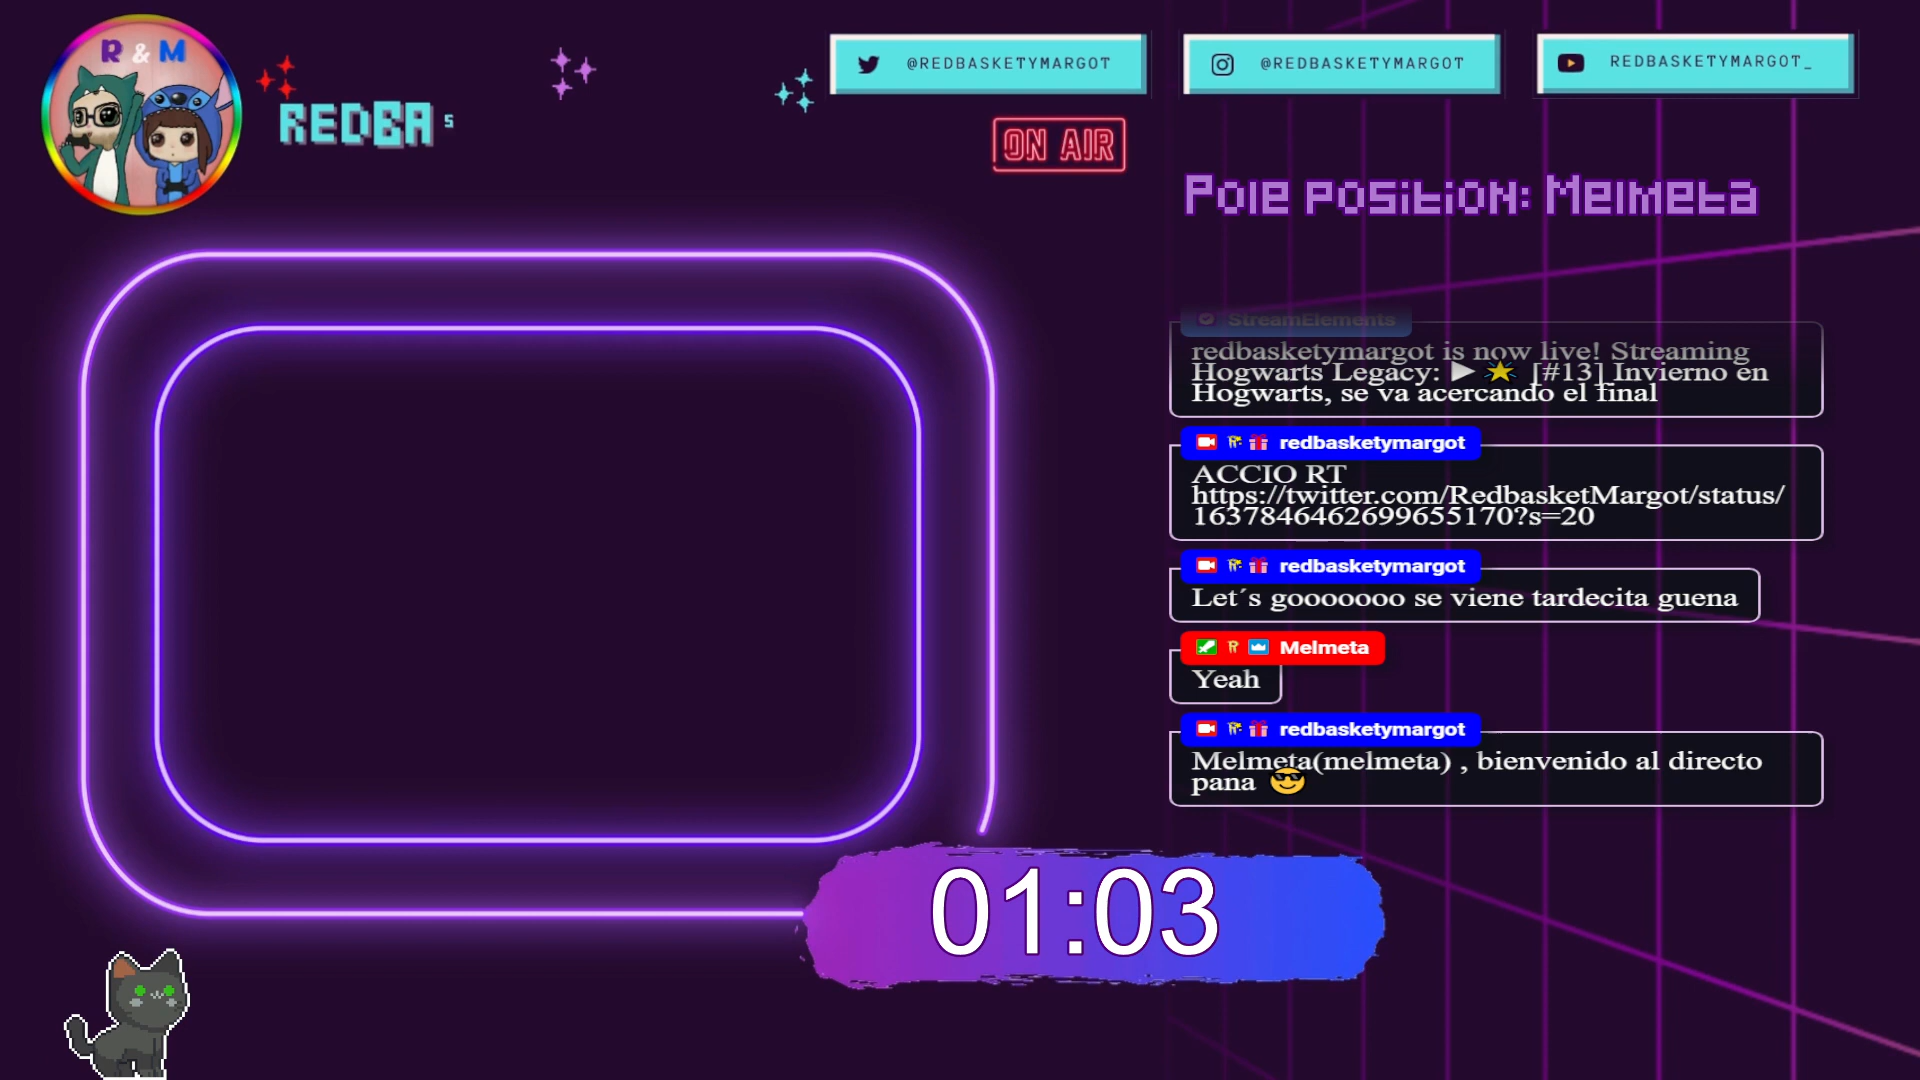 R & M
REDBA S
@REDBASKETYMARGOT
@REDBASKETYMARGOT
REDBASKETYMARGOT_
ON AIR
Pole Position: Melmeta
StreamElements
redbasketymargot is now live! Streaming
Hogwarts Legacy: ▶ 🌟 [#13] Invierno en
Hogwarts, se va acercando el final
redbasketymargot
ACCIO RT
https://twitter.com/RedbasketMargot/status/
1637846462699655170?s=20
redbasketymargot
Let´s gooooooo se viene tardecita guena
Melmeta
Yeah
redbasketymargot
Melmeta(melmeta) , bienvenido al directo
pana 😎
01:03